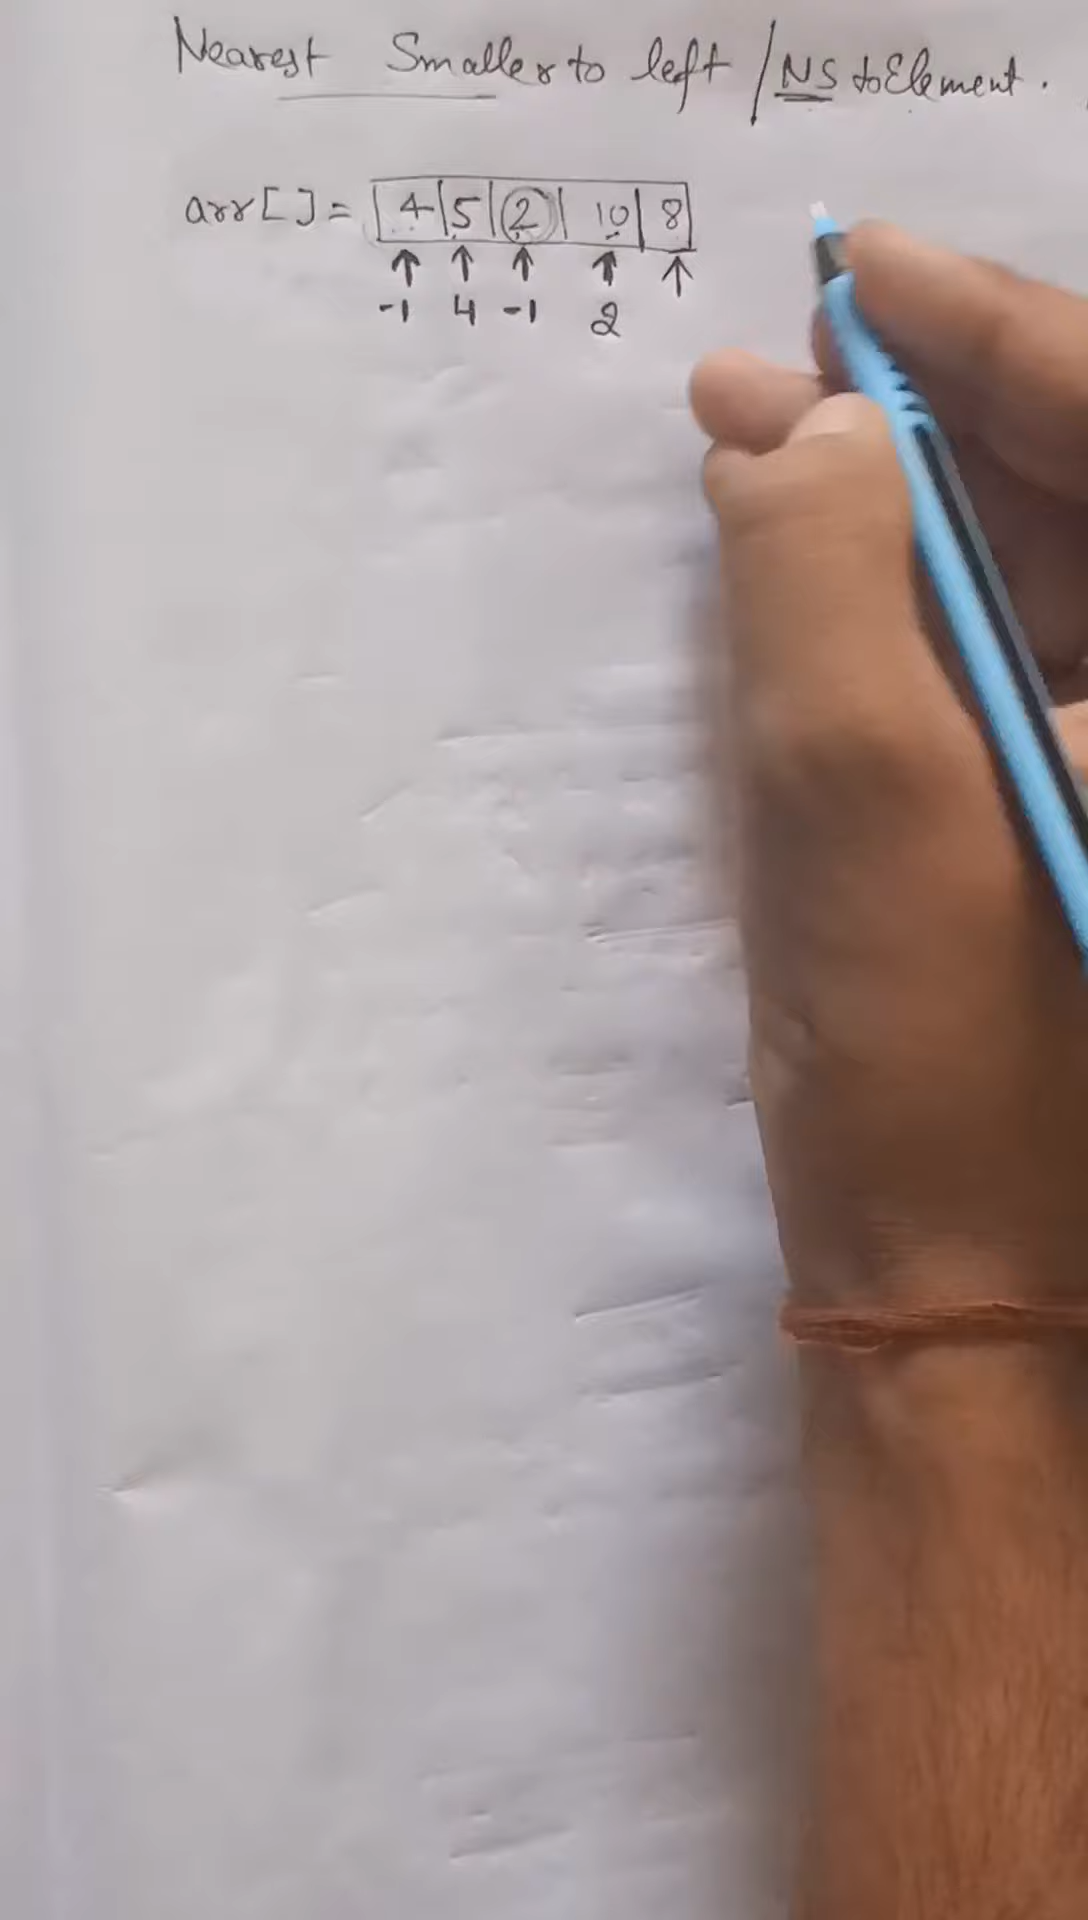 Nearest Smaller to left / NS to Element.
arr[] = | 4 | 5 | 2 | 10 | 8 |
↑ ↑ ↑ ↑ ↑
-1 4 -1 2